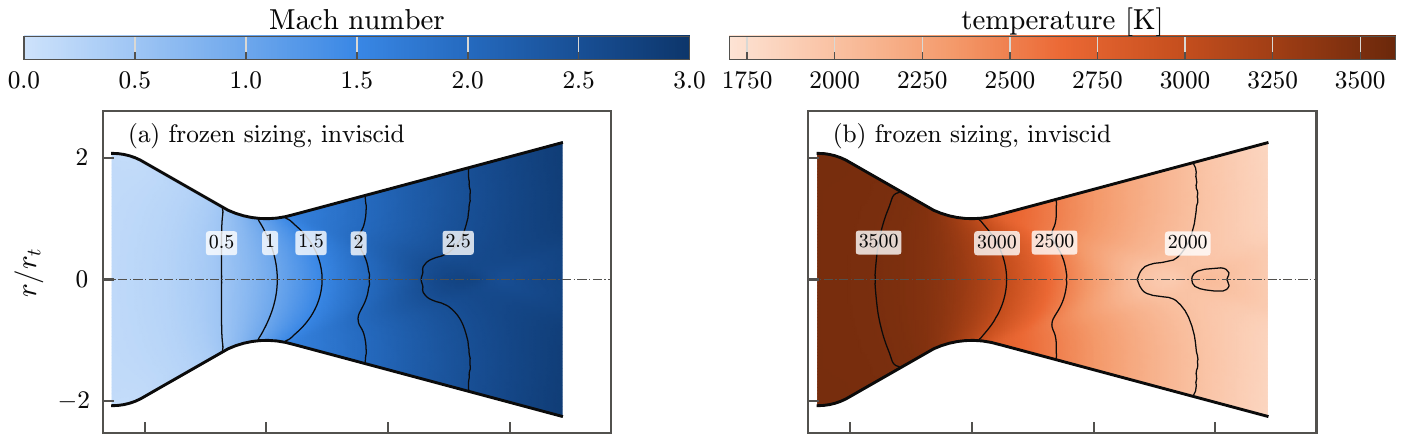 Mach number
0.0 0.5 1.0 1.5 2.0 2.5 3.0
temperature [K]
1750 2000 2250 2500 2750 3000 3250 3500
r/r_t
2
0
−2
(a) frozen sizing, inviscid
0.5 1 1.5 2 2.5
(b) frozen sizing, inviscid
3500 3000 2500 2000